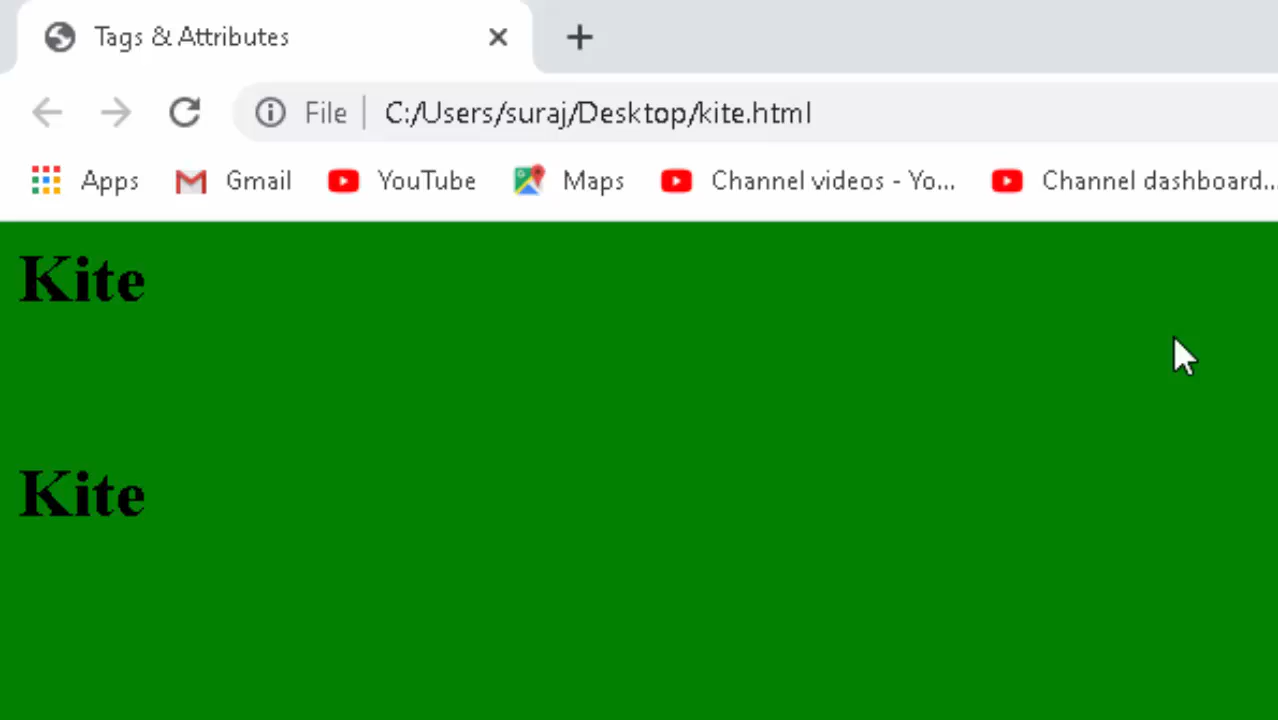 Tags & Attributes
File C:/Users/suraj/Desktop/kite.html
Apps Gmail YouTube Maps Channel videos - Yo... Channel dashboard...
Kite
Kite